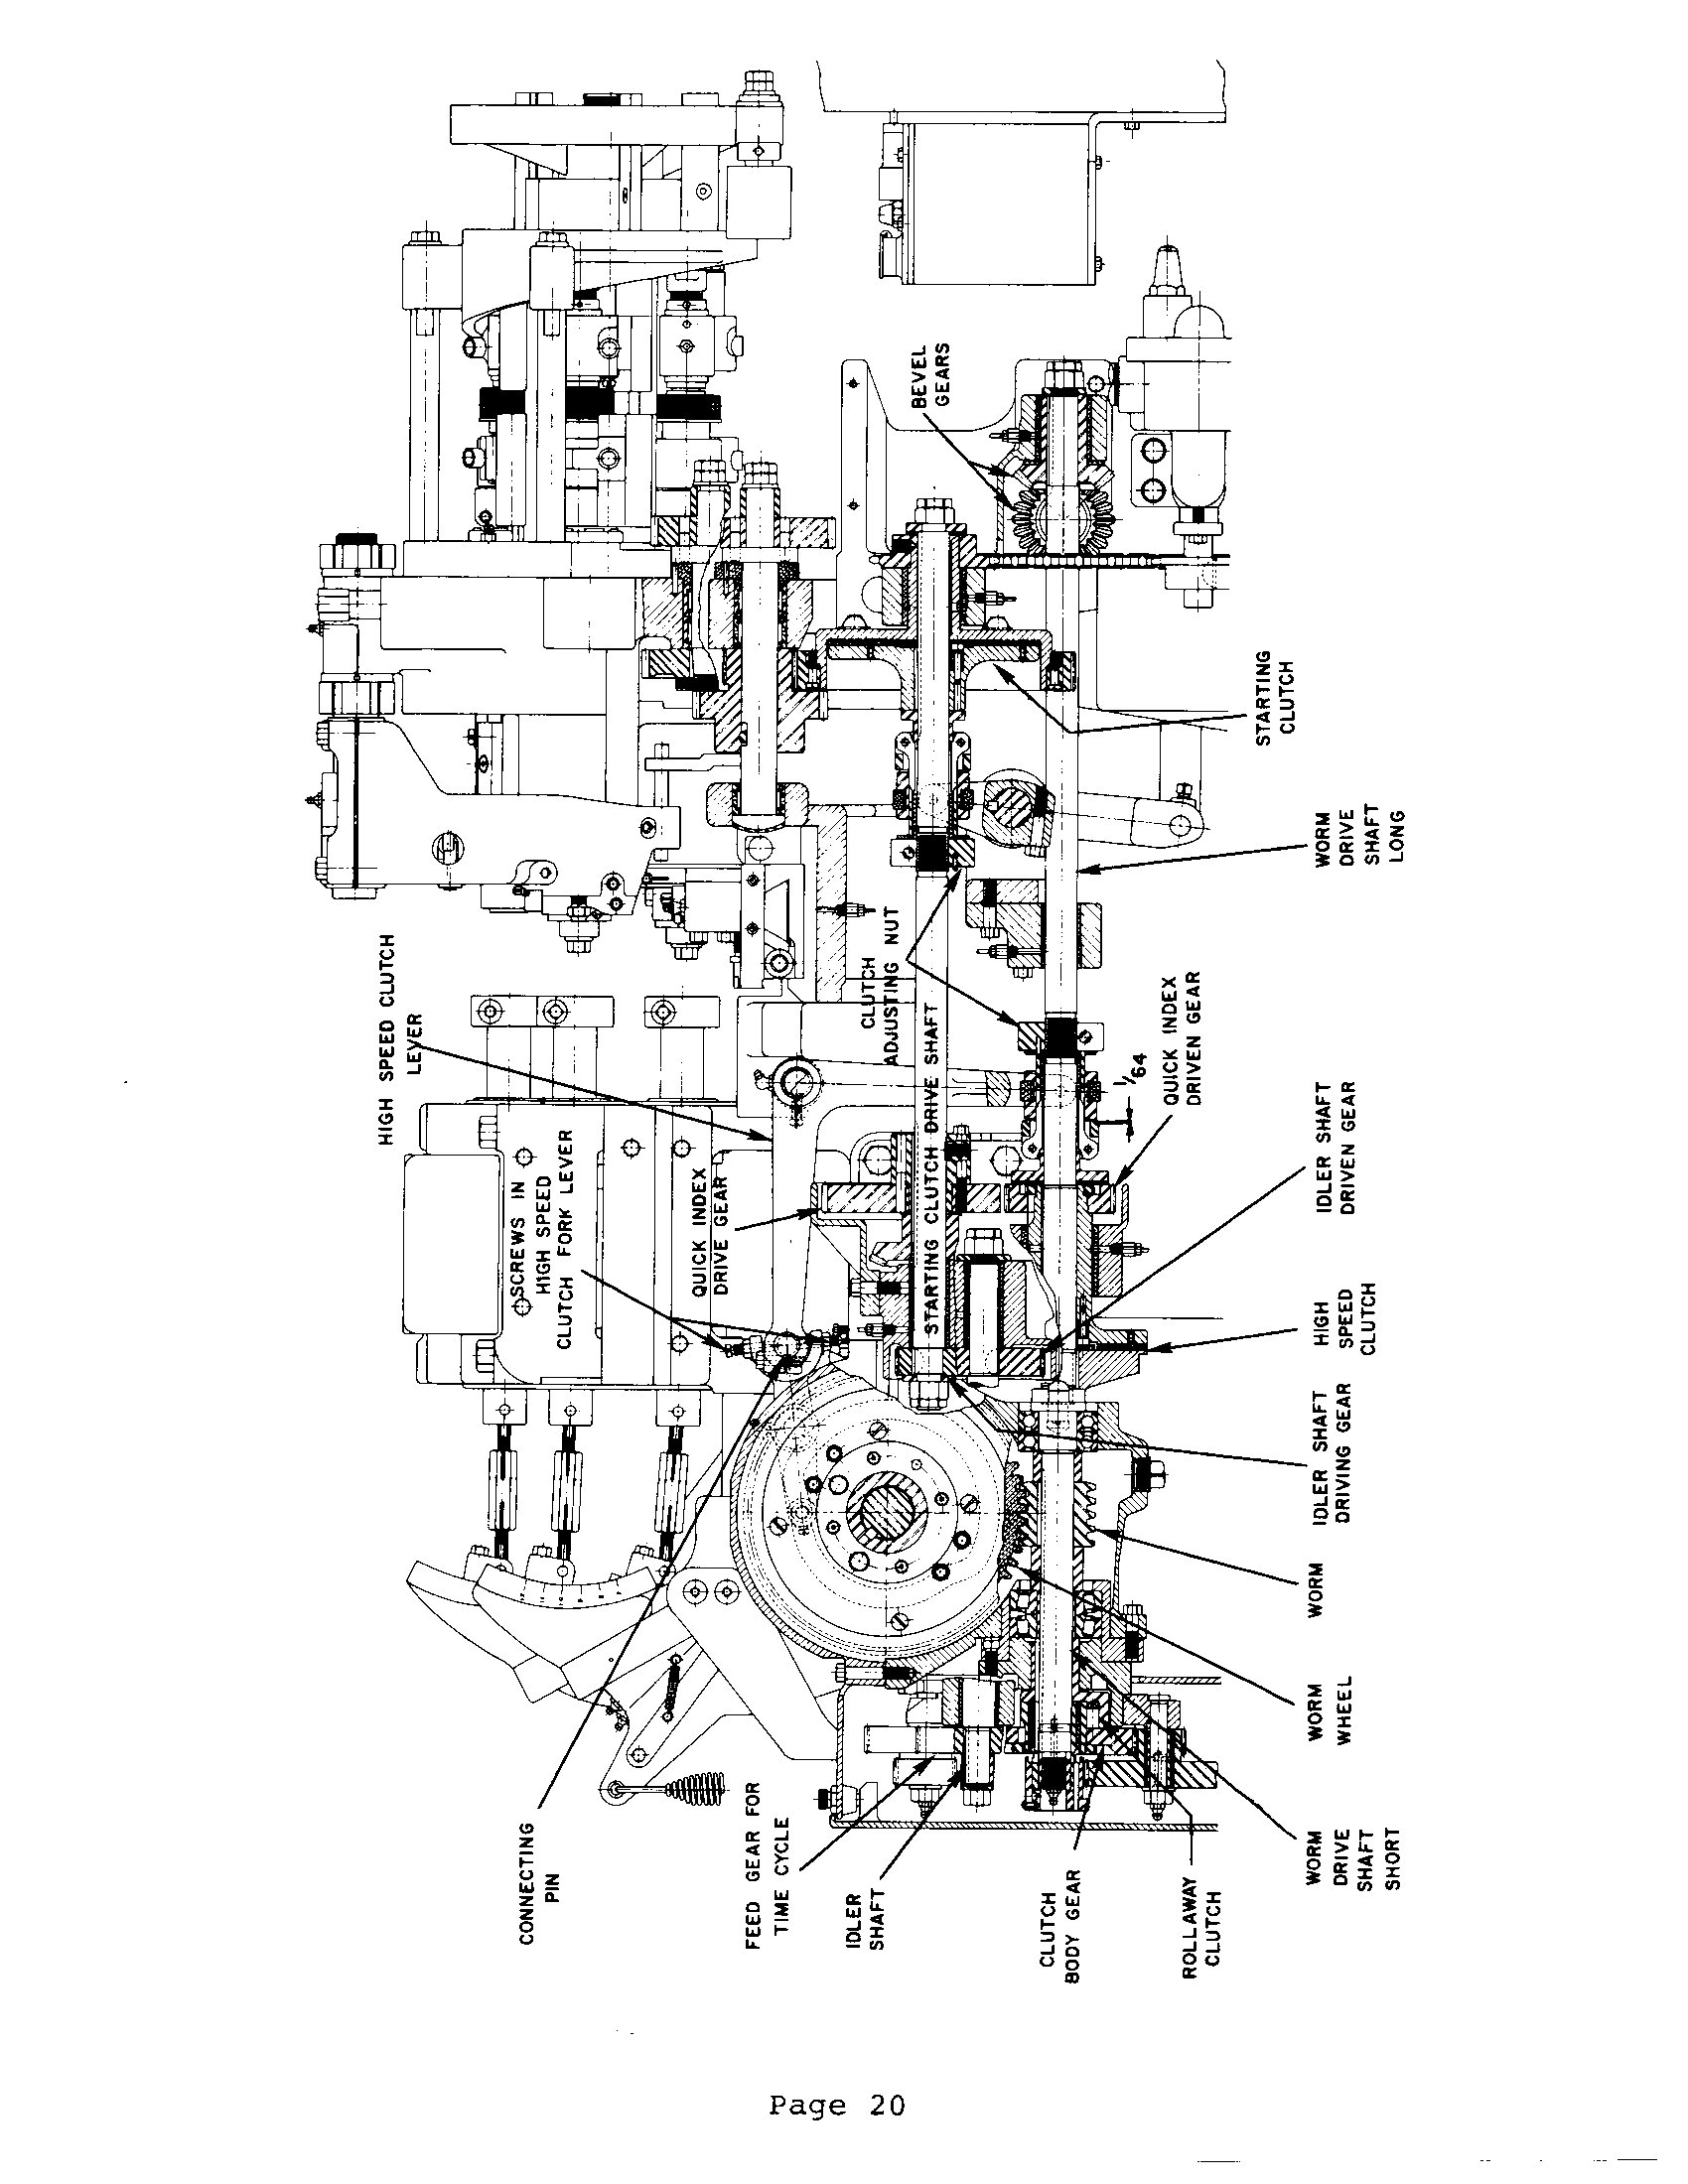 HIGH SPEED CLUTCH
LEVER
SCREWS IN
HIGH SPEED
CLUTCH FORK LEVER
QUICK INDEX
DRIVE GEAR
CONNECTING
PIN
FEED GEAR FOR
TIME CYCLE
IDLER
SHAFT
CLUTCH
BODY GEAR
ROLLAWAY
CLUTCH
WORM
DRIVE
SHAFT
SHORT
WORM
WHEEL
WORM
IDLER SHAFT
DRIVING GEAR
HIGH
SPEED
CLUTCH
IDLER SHAFT
DRIVEN GEAR
QUICK INDEX
DRIVEN GEAR
1/64
CLUTCH
ADJUSTING NUT
STARTING CLUTCH DRIVE SHAFT
WORM
DRIVE
SHAFT
LONG
STARTING
CLUTCH
BEVEL
GEARS
Page 20